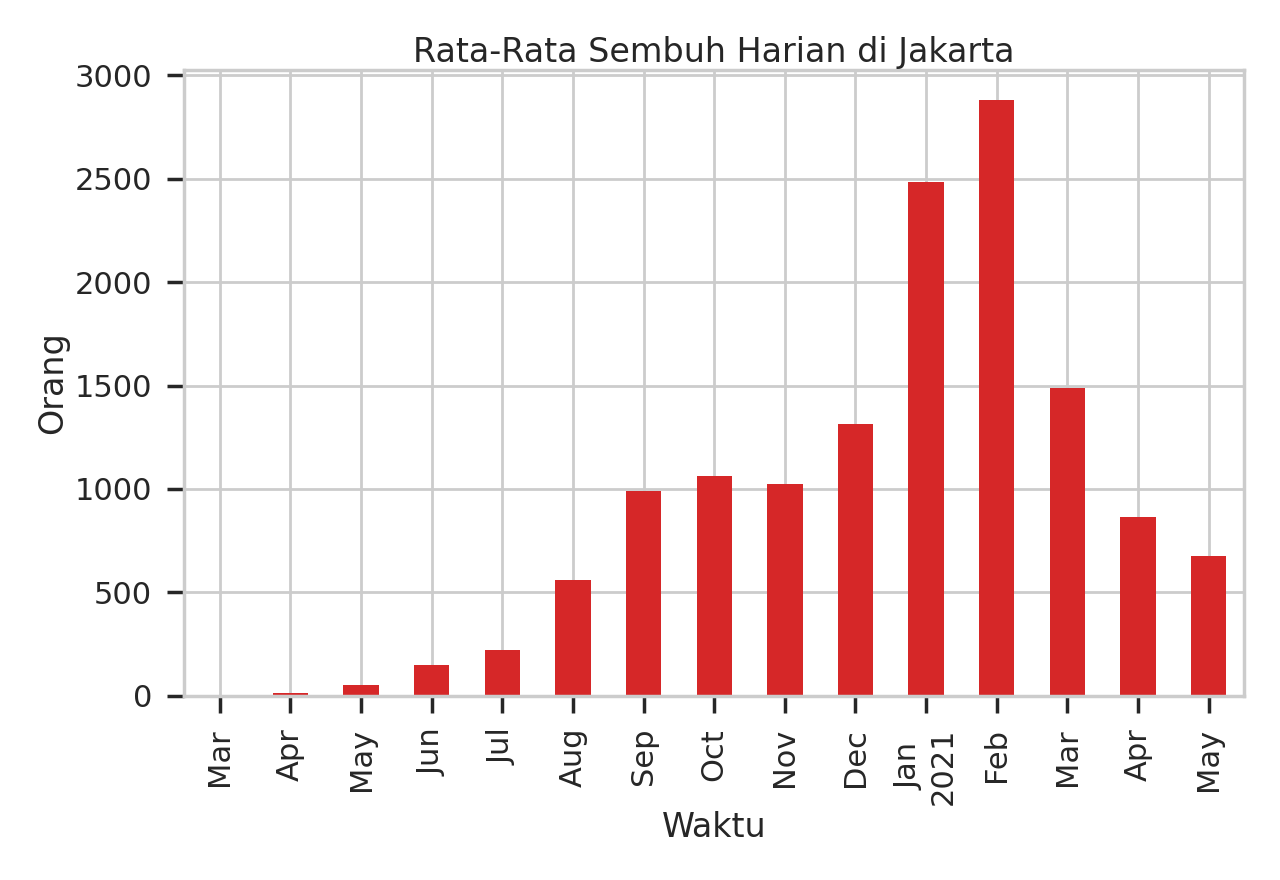 Rata-Rata Sembuh Harian di Jakarta
3000
2500
2000
1500
1000
500
0
Orang
Mar
Apr
May
Jun
Jul
Aug
Sep
Oct
Nov
Dec
Jan
2021
Feb
Mar
Apr
May
Waktu